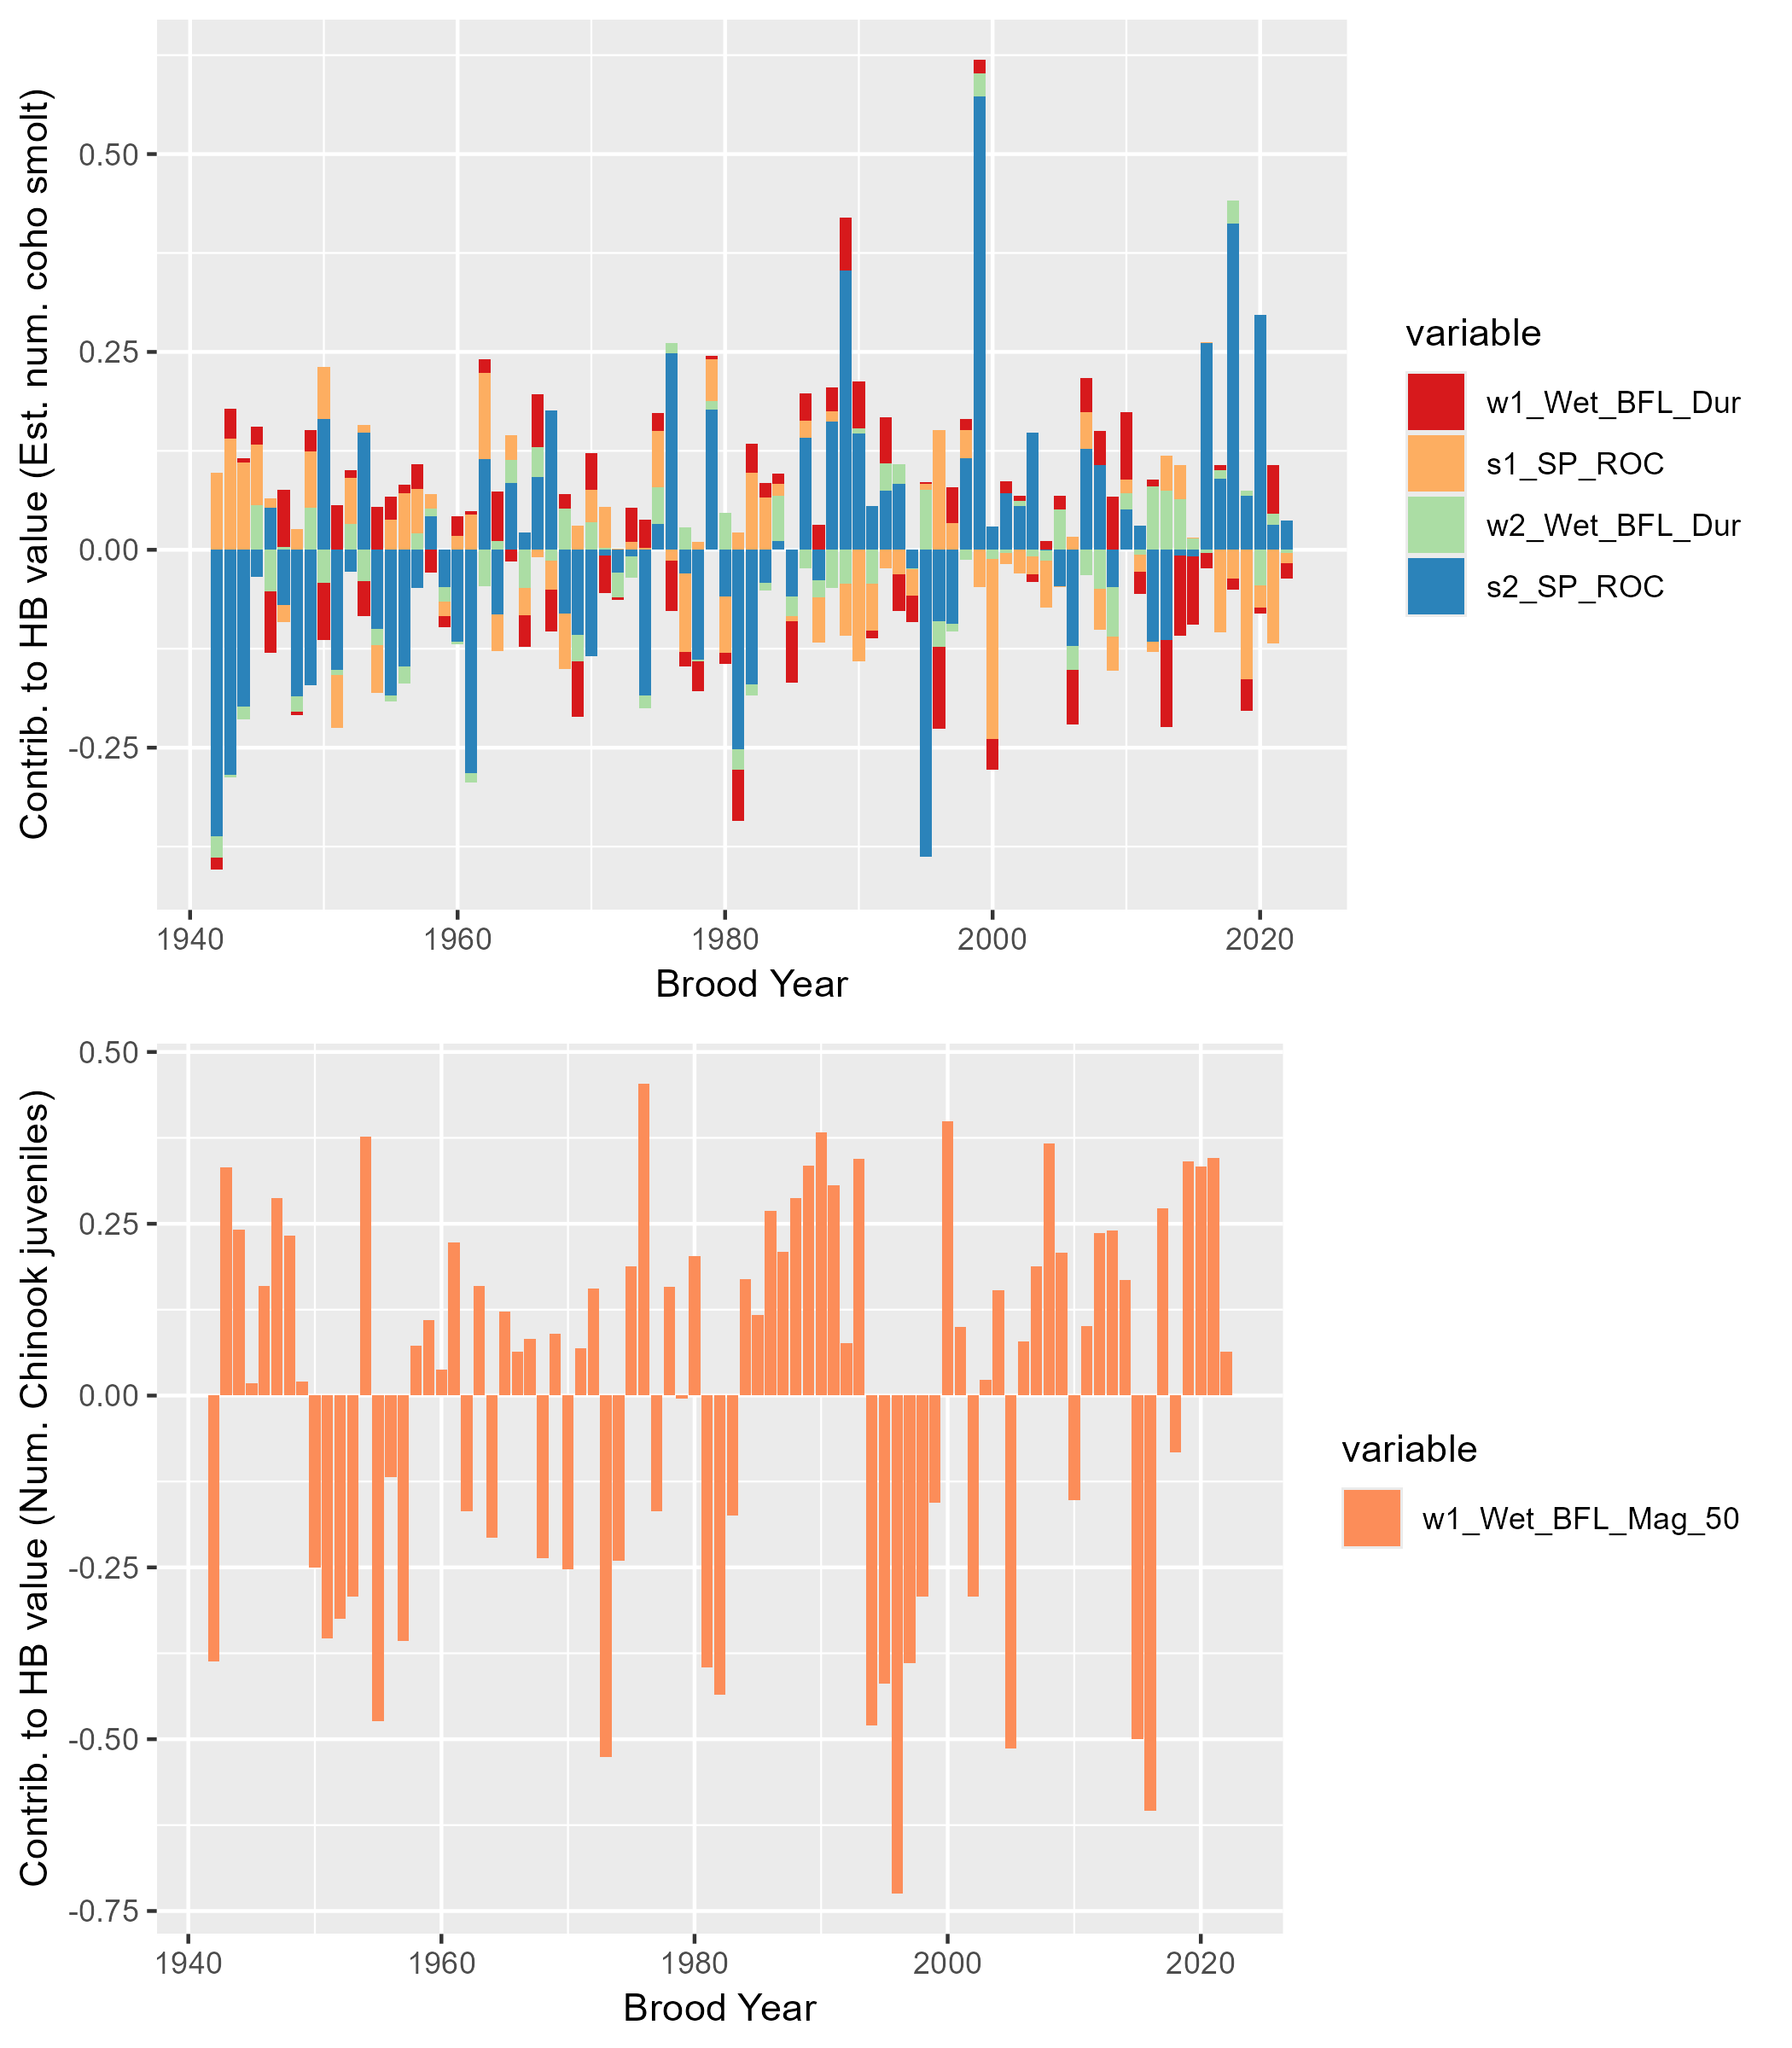 Contrib. to HB value (Est. num. coho smolt)
0.50
0.25
0.00
-0.25
1940 1960 1980 2000 2020
Brood Year
variable
w1_Wet_BFL_Dur
s1_SP_ROC
w2_Wet_BFL_Dur
s2_SP_ROC
Contrib. to HB value (Num. Chinook juveniles)
0.50
0.25
0.00
-0.25
-0.50
-0.75
1940 1960 1980 2000 2020
Brood Year
variable
w1_Wet_BFL_Mag_50